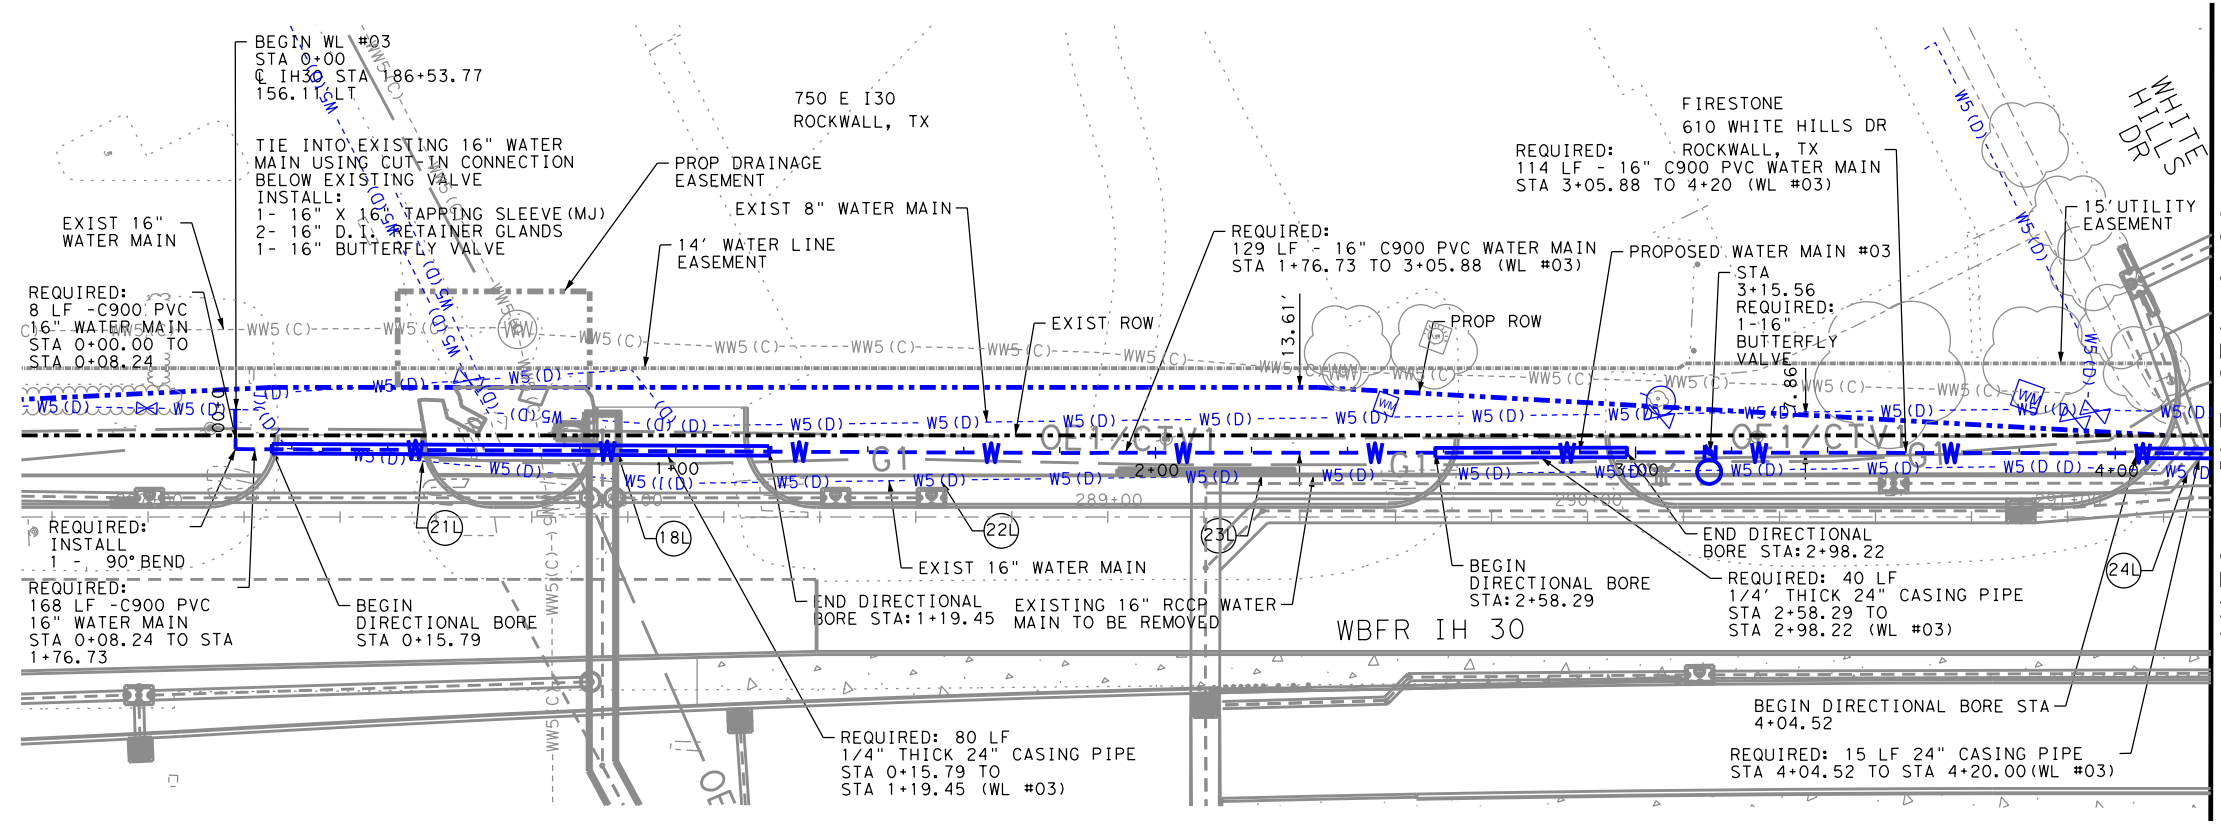 BEGIN WL #03
STA 0+00
℄ IH30 STA 186+53.77
156.11 LT
TIE INTO EXISTING 16" WATER
MAIN USING CUT-IN CONNECTION
BELOW EXISTING VALVE
INSTALL:
1- 16" X 16" TAPPING SLEEVE(MJ)
2- 16" D.I. RETAINER GLANDS
1- 16" BUTTERFLY VALVE
EXIST 16"
WATER MAIN
REQUIRED:
8 LF -C900 PVC
16" WATER MAIN
STA 0+00.00 TO
STA 0+08.24
750 E I30
ROCKWALL, TX
PROP DRAINAGE
EASEMENT
EXIST 8" WATER MAIN
14' WATER LINE
EASEMENT
EXIST ROW
REQUIRED:
129 LF - 16" C900 PVC WATER MAIN
STA 1+76.73 TO 3+05.88 (WL #03)
13.61'
PROP ROW
FIRESTONE
610 WHITE HILLS DR
ROCKWALL, TX
REQUIRED:
114 LF - 16" C900 PVC WATER MAIN
STA 3+05.88 TO 4+20 (WL #03)
PROPOSED WATER MAIN #03
STA
3+15.56
REQUIRED:
1-16"
BUTTERFLY
VALVE
7.86'
WHITE
HILLS
DR
15'UTILITY
EASEMENT
WW5(C)
W5(D)
WM
OE1/CTV1
G1
OE1/CTV1
G1
G1
W W W W W W W W W W
1+00
2+00
3+00
4+00
289+00
290+00
291+00
21L
18L
22L
23L
24L
REQUIRED:
INSTALL
1 - 90° BEND
REQUIRED:
168 LF -C900 PVC
16" WATER MAIN
STA 0+08.24 TO STA
1+76.73
BEGIN
DIRECTIONAL BORE
STA 0+15.79
END DIRECTIONAL
BORE STA:1+19.45
EXIST 16" WATER MAIN
EXISTING 16" RCCP WATER
MAIN TO BE REMOVED
BEGIN
DIRECTIONAL BORE
STA:2+58.29
END DIRECTIONAL
BORE STA:2+98.22
REQUIRED: 40 LF
1/4' THICK 24" CASING PIPE
STA 2+58.29 TO
STA 2+98.22 (WL #03)
WBFR IH 30
REQUIRED: 80 LF
1/4" THICK 24" CASING PIPE
STA 0+15.79 TO
STA 1+19.45 (WL #03)
BEGIN DIRECTIONAL BORE STA
4+04.52
REQUIRED: 15 LF 24" CASING PIPE
STA 4+04.52 TO STA 4+20.00(WL #03)